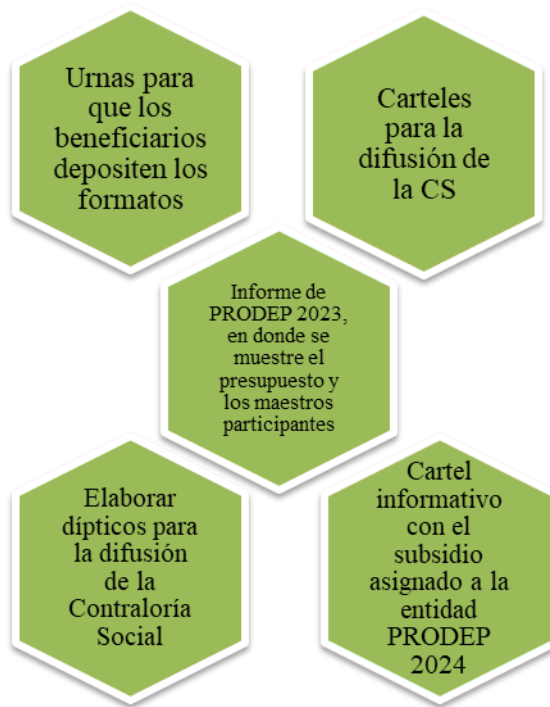 Urnas para
que los
beneficiarios
depositen los
formatos
Carteles
para la
difusión de
la CS
Informe de
PRODEP 2023,
en donde se
muestre el
presupuesto y
los maestros
participantes
Elaborar
dípticos para
la difusión
de la
Contraloría
Social
Cartel
informativo
con el
subsidio
asignado a la
entidad
PRODEP
2024